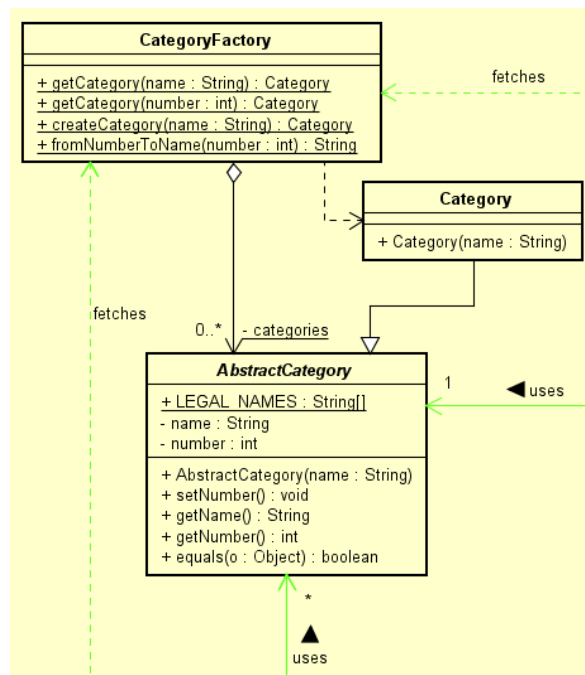 CategoryFactory
+ getCategory(name : String) : Category
+ getCategory(number : int) : Category
+ createCategory(name : String) : Category
+ fromNumberToName(number : int) : String
fetches
Category
+ Category(name : String)
fetches
0..* - categories
AbstractCategory
+ LEGAL_NAMES : String[]
- name : String
- number : int
+ AbstractCategory(name : String)
+ setNumber() : void
+ getName() : String
+ getNumber() : int
+ equals(o : Object) : boolean
1
uses
*
uses